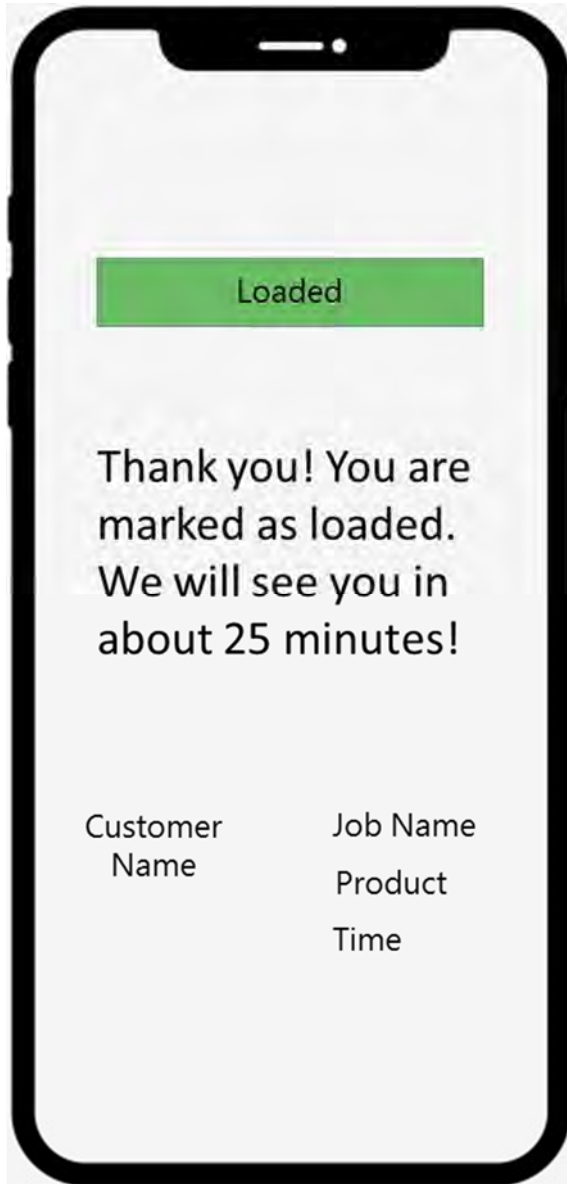 Loaded
Thank you! You are
marked as loaded.
We will see you in
about 25 minutes!
Customer
Name
Job Name
Product
Time